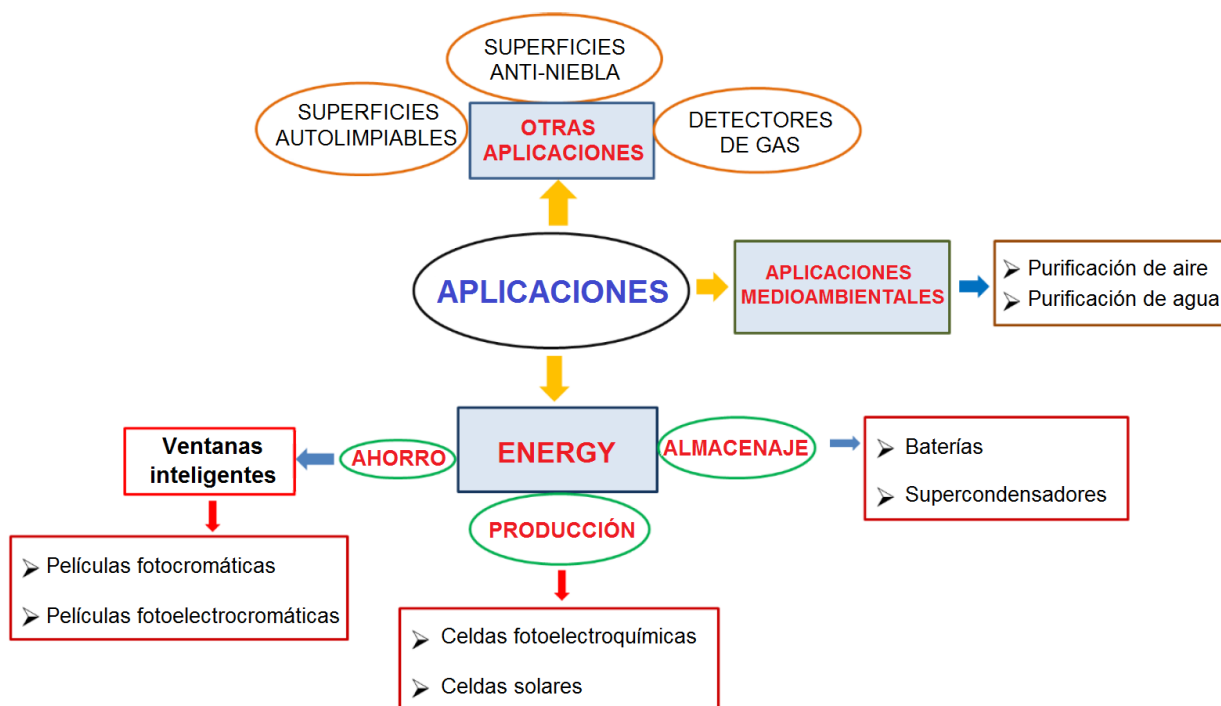 SUPERFICIES
ANTI-NIEBLA
SUPERFICIES
AUTOLIMPIABLES
OTRAS
APLICACIONES
DETECTORES
DE GAS
APLICACIONES
APLICACIONES
MEDIOAMBIENTALES
Purificación de aire
Purificación de agua
Ventanas
inteligentes
AHORRO
ENERGY
ALMACENAJE
Baterías
Supercondensadores
PRODUCCIÓN
Películas fotocromáticas
Películas fotoelectrocromáticas
Celdas fotoelectroquímicas
Celdas solares